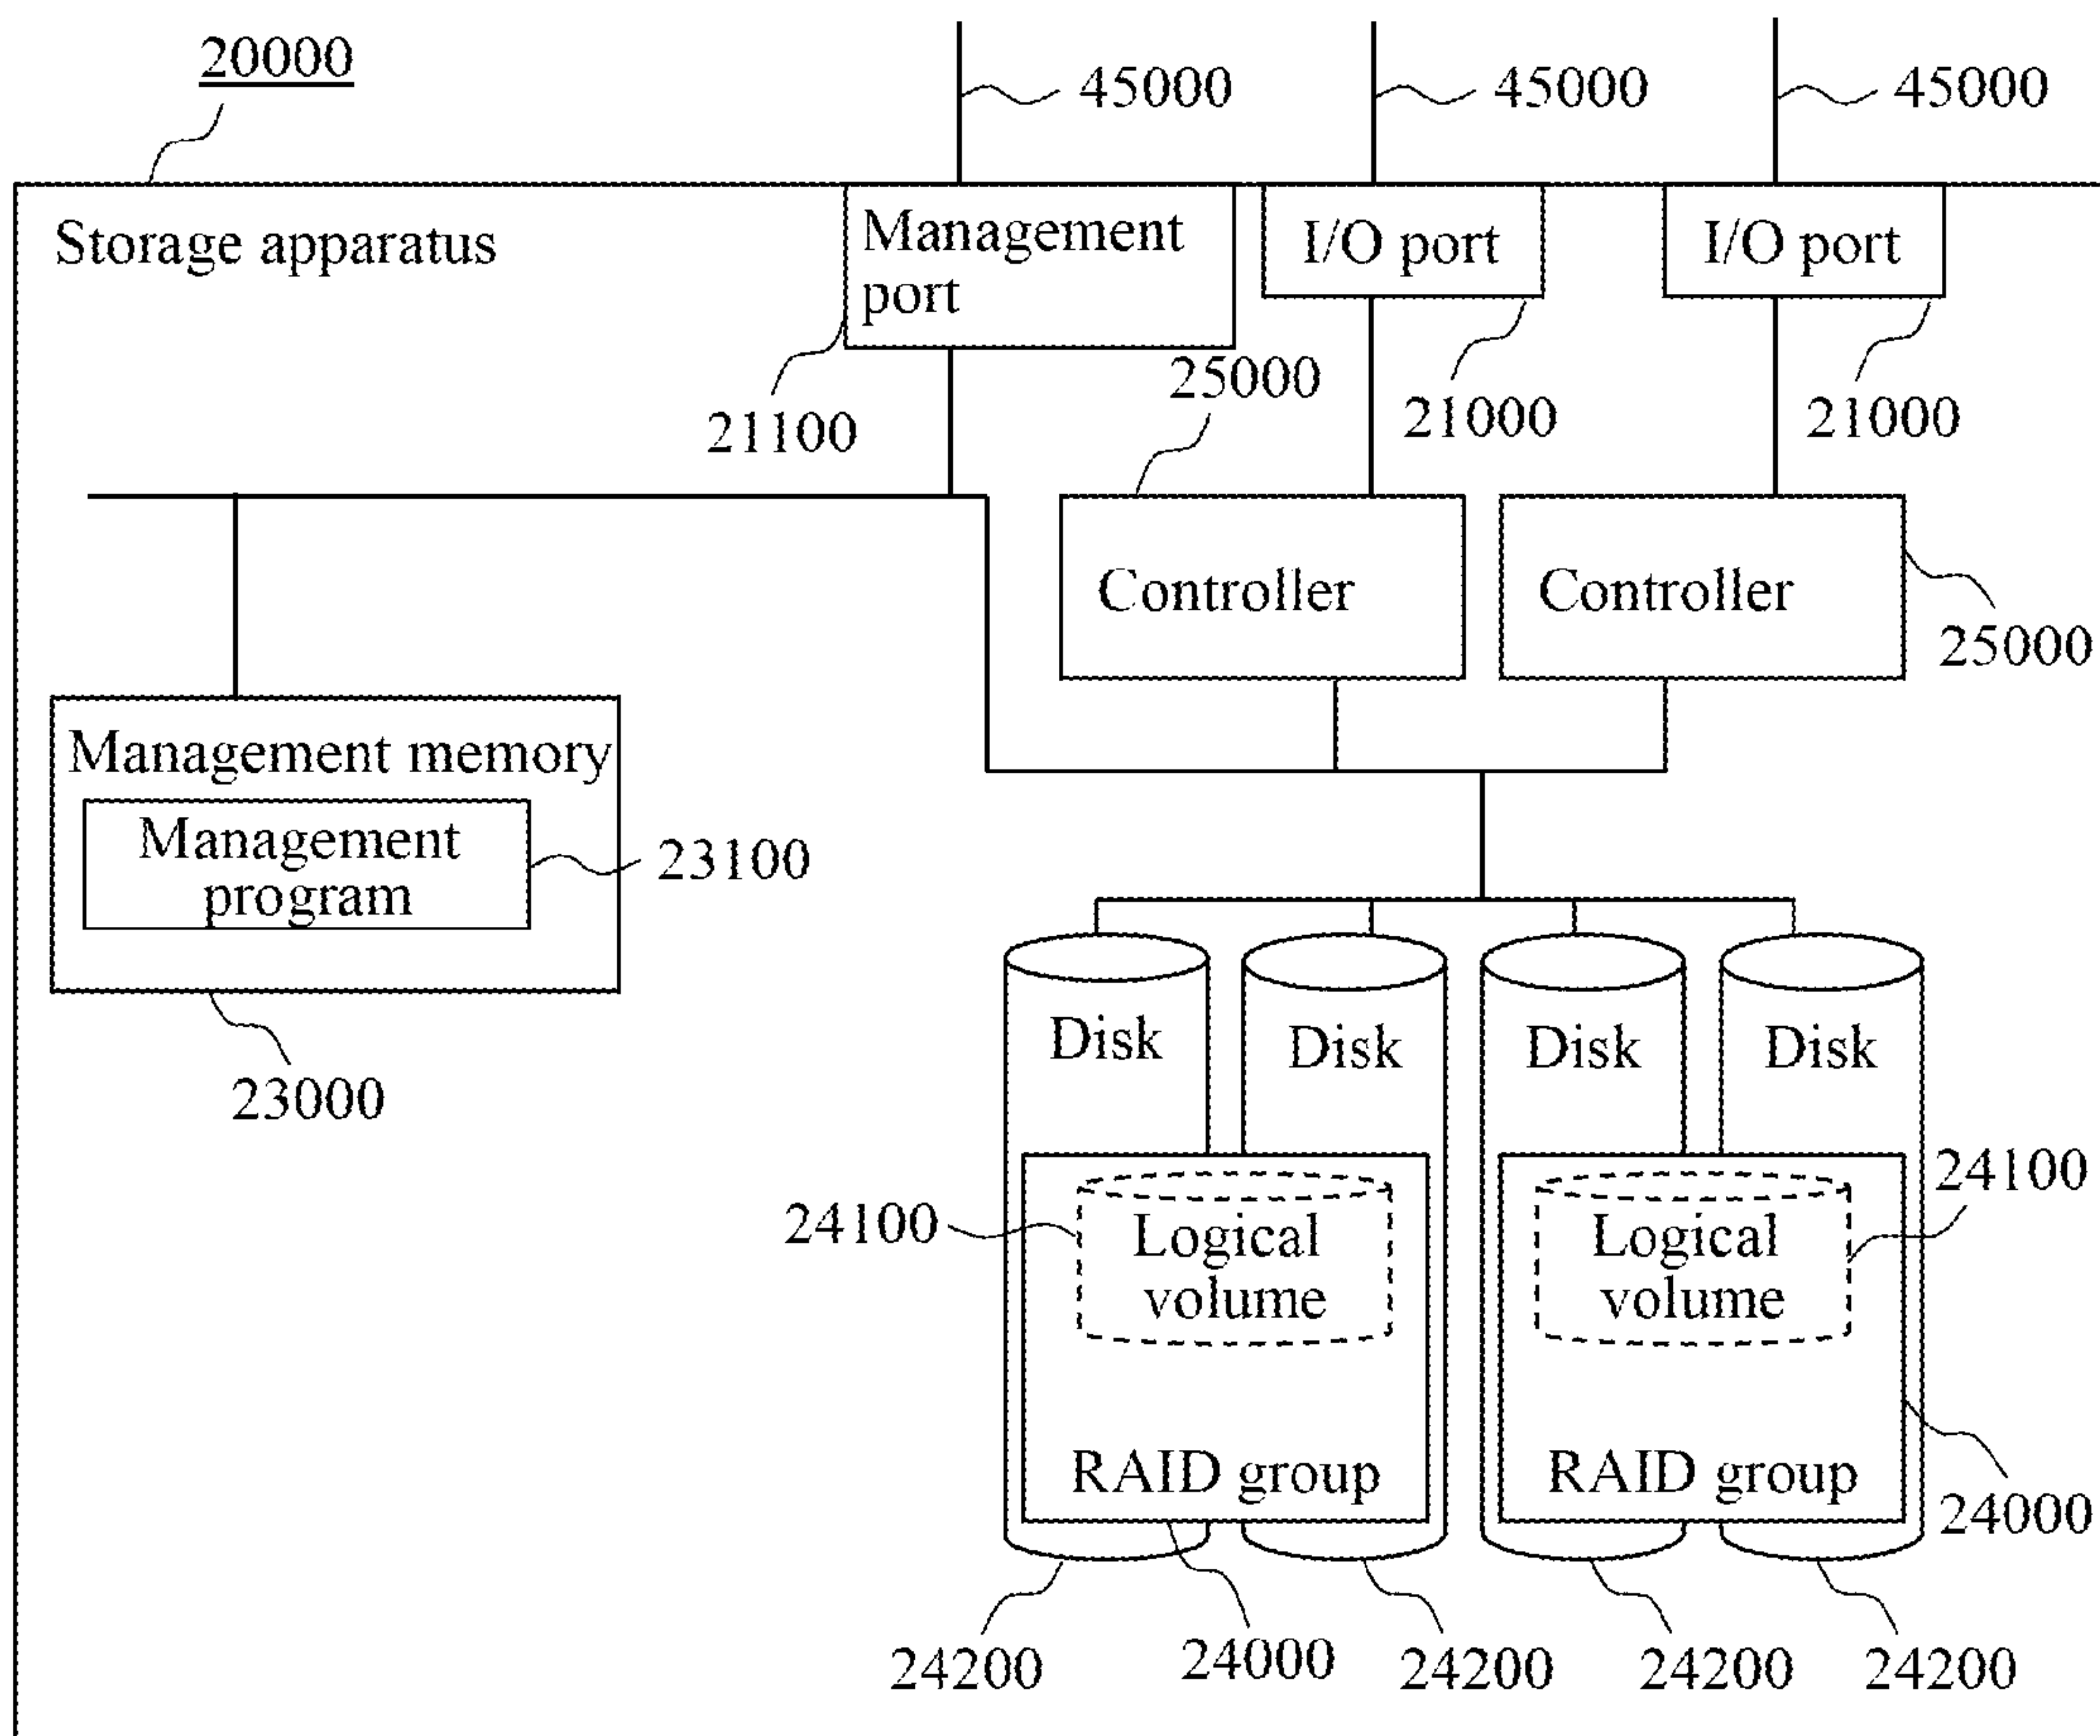 20000
45000
45000
45000
Storage apparatus
Management
port
I/O port
I/O port
25000
21100
21000
21000
Controller
Controller
25000
Management memory
Management
program
23100
23000
Disk
Disk
Disk
Disk
24100
Logical
volume
Logical
volume
24100
RAID group
RAID group
24000
24200
24000
24200
24200
24200